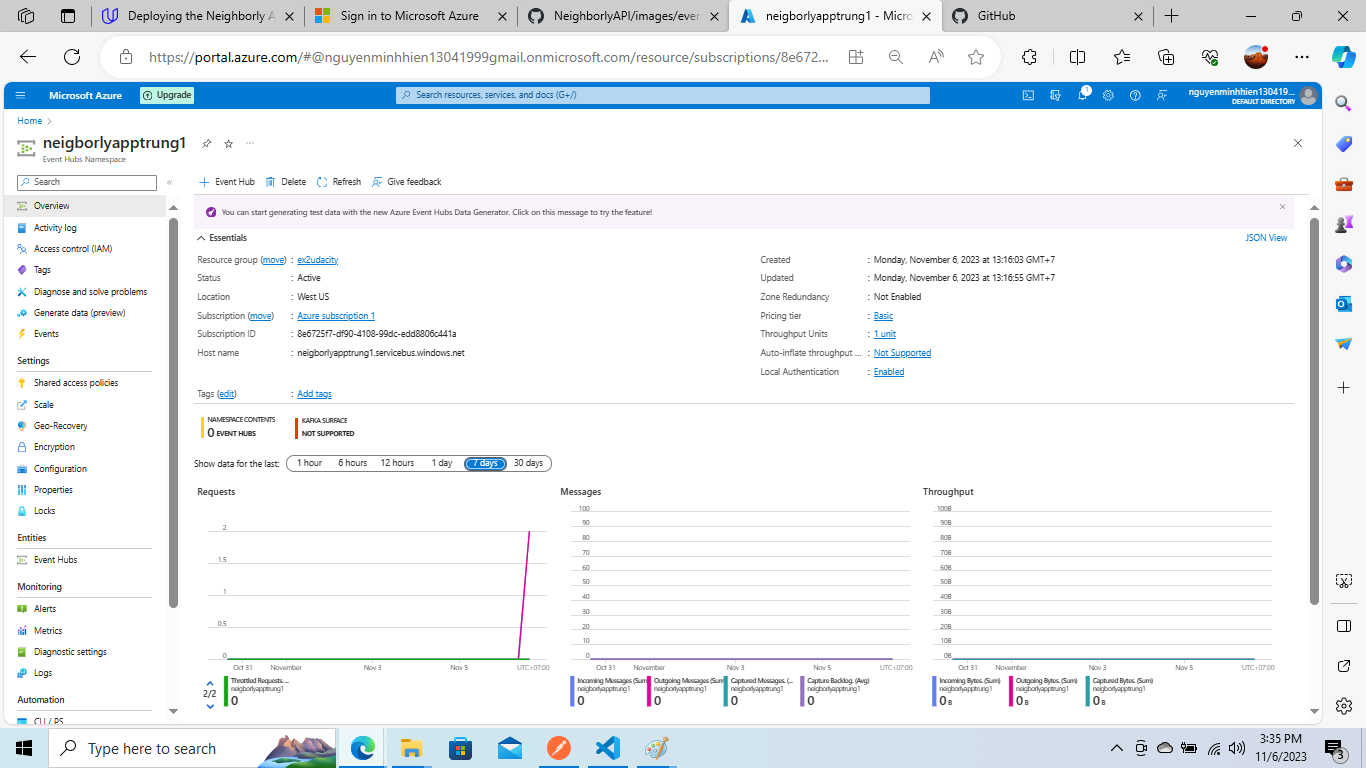 Deploying the Neighborly A
Sign in to Microsoft Azure
NeighborlyAPI/images/even
neigborlyapptrung1 - Micro
GitHub
https://portal.azure.com/#@nguyenminhhien13041999gmail.onmicrosoft.com/resource/subscriptions/8e672...
Microsoft Azure
Upgrade
Search resources, services, and docs (G+/)
1
nguyenminhhien130419...
DEFAULT DIRECTORY
Home
neigborlyapptrung1
Event Hubs Namespace
Search
Event Hub
Delete
Refresh
Give feedback
Overview
Activity log
Access control (IAM)
Tags
Diagnose and solve problems
Generate data (preview)
Events
Settings
Shared access policies
Scale
Geo-Recovery
Encryption
Configuration
Properties
Locks
Entities
Event Hubs
Monitoring
Alerts
Metrics
Diagnostic settings
Logs
Automation
CLI / PS
You can start generating test data with the new Azure Event Hubs Data Generator. Click on this message to try the feature!
Essentials
JSON View
Resource group (move) : ex2udacity
Status : Active
Location : West US
Subscription (move) : Azure subscription 1
Subscription ID : 8e6725f7-df90-4108-99dc-edd8806c441a
Host name : neigborlyapptrung1.servicebus.windows.net
Tags (edit) : Add tags
Created : Monday, November 6, 2023 at 13:16:03 GMT+7
Updated : Monday, November 6, 2023 at 13:16:55 GMT+7
Zone Redundancy : Not Enabled
Pricing tier : Basic
Throughput Units : 1 unit
Auto-inflate throughput ... : Not Supported
Local Authentication : Enabled
NAMESPACE CONTENTS
0 EVENT HUBS
KAFKA SURFACE
NOT SUPPORTED
Show data for the last: 1 hour 6 hours 12 hours 1 day 7 days 30 days
Requests
2
1.5
1
0.5
0
Oct 31 November Nov 3 Nov 5 UTC+07:00
2/2
Throttled Requests. ...
neigborlyapptrung1
0
Messages
100
90
80
70
60
50
40
30
20
10
0
Oct 31 November Nov 3 Nov 5 UTC+07:00
Incoming Messages (Sum)
neigborlyapptrung1
0
Outgoing Messages (Sum)
neigborlyapptrung1
0
Captured Messages. (...
neigborlyapptrung1
0
Capture Backlog. (Avg)
neigborlyapptrung1
0
Throughput
100B
90B
80B
70B
60B
50B
40B
30B
20B
10B
0B
Oct 31 November Nov 3 Nov 5 UTC+07:00
Incoming Bytes. (Sum)
neigborlyapptrung1
0 B
Outgoing Bytes. (Sum)
neigborlyapptrung1
0 B
Captured Bytes. (Sum)
neigborlyapptrung1
0 B
Type here to search
3:35 PM
11/6/2023
3